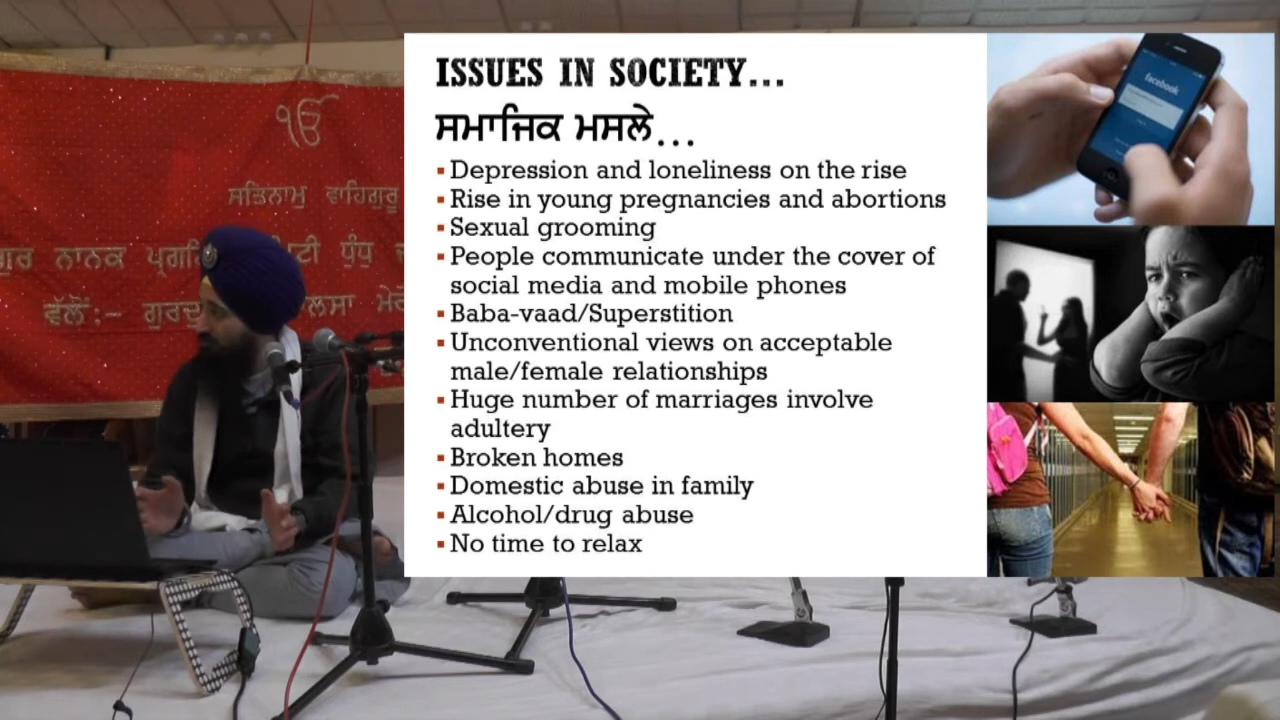 ISSUES IN SOCIETY...
ਸਮਾਜਿਕ ਮਸਲੇ...
▪ Depression and loneliness on the rise
▪ Rise in young pregnancies and abortions
▪ Sexual grooming
▪ People communicate under the cover of
social media and mobile phones
▪ Baba-vaad/Superstition
▪ Unconventional views on acceptable
male/female relationships
▪ Huge number of marriages involve
adultery
▪ Broken homes
▪ Domestic abuse in family
▪ Alcohol/drug abuse
▪ No time to relax
facebook
ੴ
ਸਤਿਨਾਮੁ ਵਾਹਿਗੁਰੂ
ਨਾਨਕ
ਵੱਲੋਂ:-